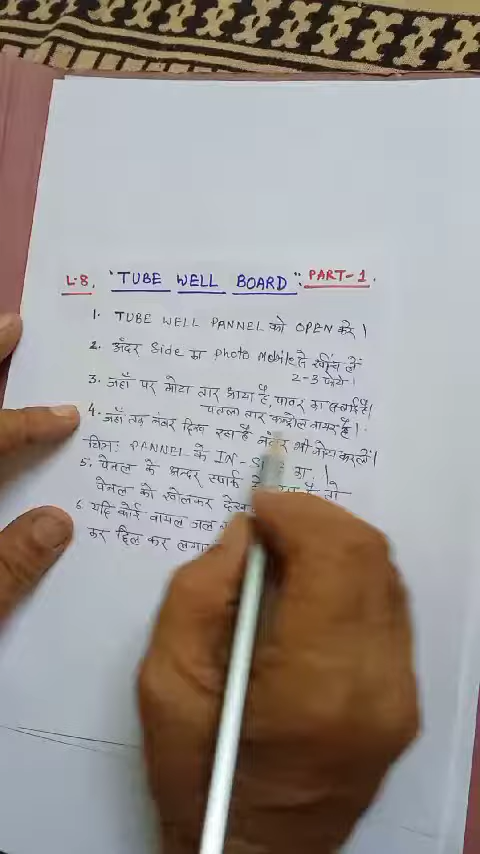 L-8. "TUBE WELL BOARD": PART-1
1. TUBE WELL PANNEL को OPEN करे।
2. अँदर Side का photo Mobile से खींच लें
2-3 फोटो।
3. जहाँ पर मोटा तार आया है, पावर का सप्लाई है।
पतला तार कन्ट्रोल वायर है।
4. जहाँ तक नंबर दिख रहा है नंबर भी नोट करलें।
चित्र: PANNEL के IN
5. पेनल के अन्दर स्पार्क तो
पेनल को खोलकर देख
6. यदि कोई वायर जल
कर हिल कर लगा